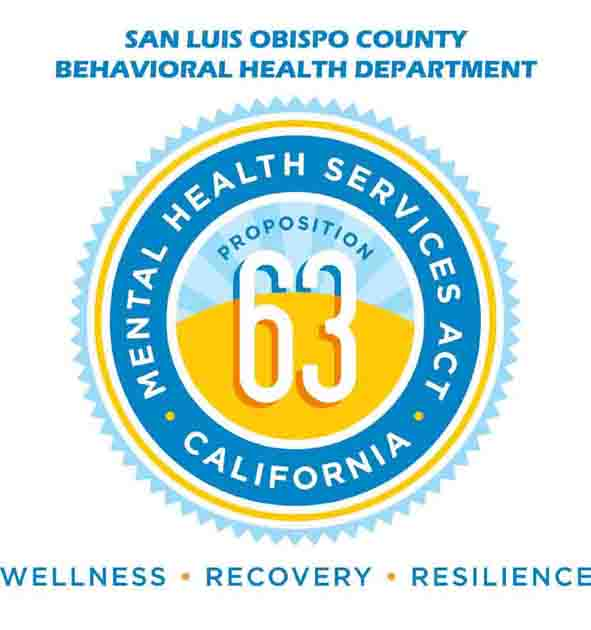 SAN LUIS OBISPO COUNTY
BEHAVIORAL HEALTH DEPARTMENT
MENTAL HEALTH SERVICES ACT
PROPOSITION
63
• CALIFORNIA •
WELLNESS • RECOVERY • RESILIENCE